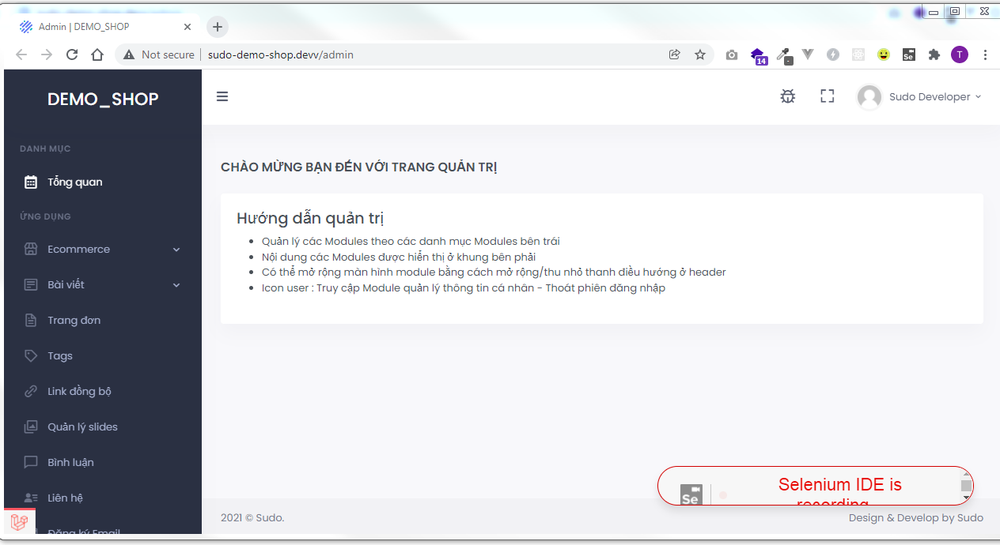 Admin | DEMO_SHOP
Not secure
sudo-demo-shop.devv/admin
14
Se
T
DEMO_SHOP
Sudo Developer
DANH MỤC
Tổng quan
ỨNG DỤNG
Ecommerce
Bài viết
Trang đơn
Tags
Link đồng bộ
Quản lý slides
Bình luận
Liên hệ
Đăng ký Email
CHÀO MỪNG BẠN ĐẾN VỚI TRANG QUẢN TRỊ
Hướng dẫn quản trị
Quản lý các Modules theo các danh mục Modules bên trái
Nội dung các Modules được hiển thị ở khung bên phải
Có thể mở rộng màn hình module bằng cách mở rộng/thu nhỏ thanh điều hướng ở header
Icon user : Truy cập Module quản lý thông tin cá nhân - Thoát phiên đăng nhập
Se
Selenium IDE is
recording
2021 © Sudo.
Design & Develop by Sudo